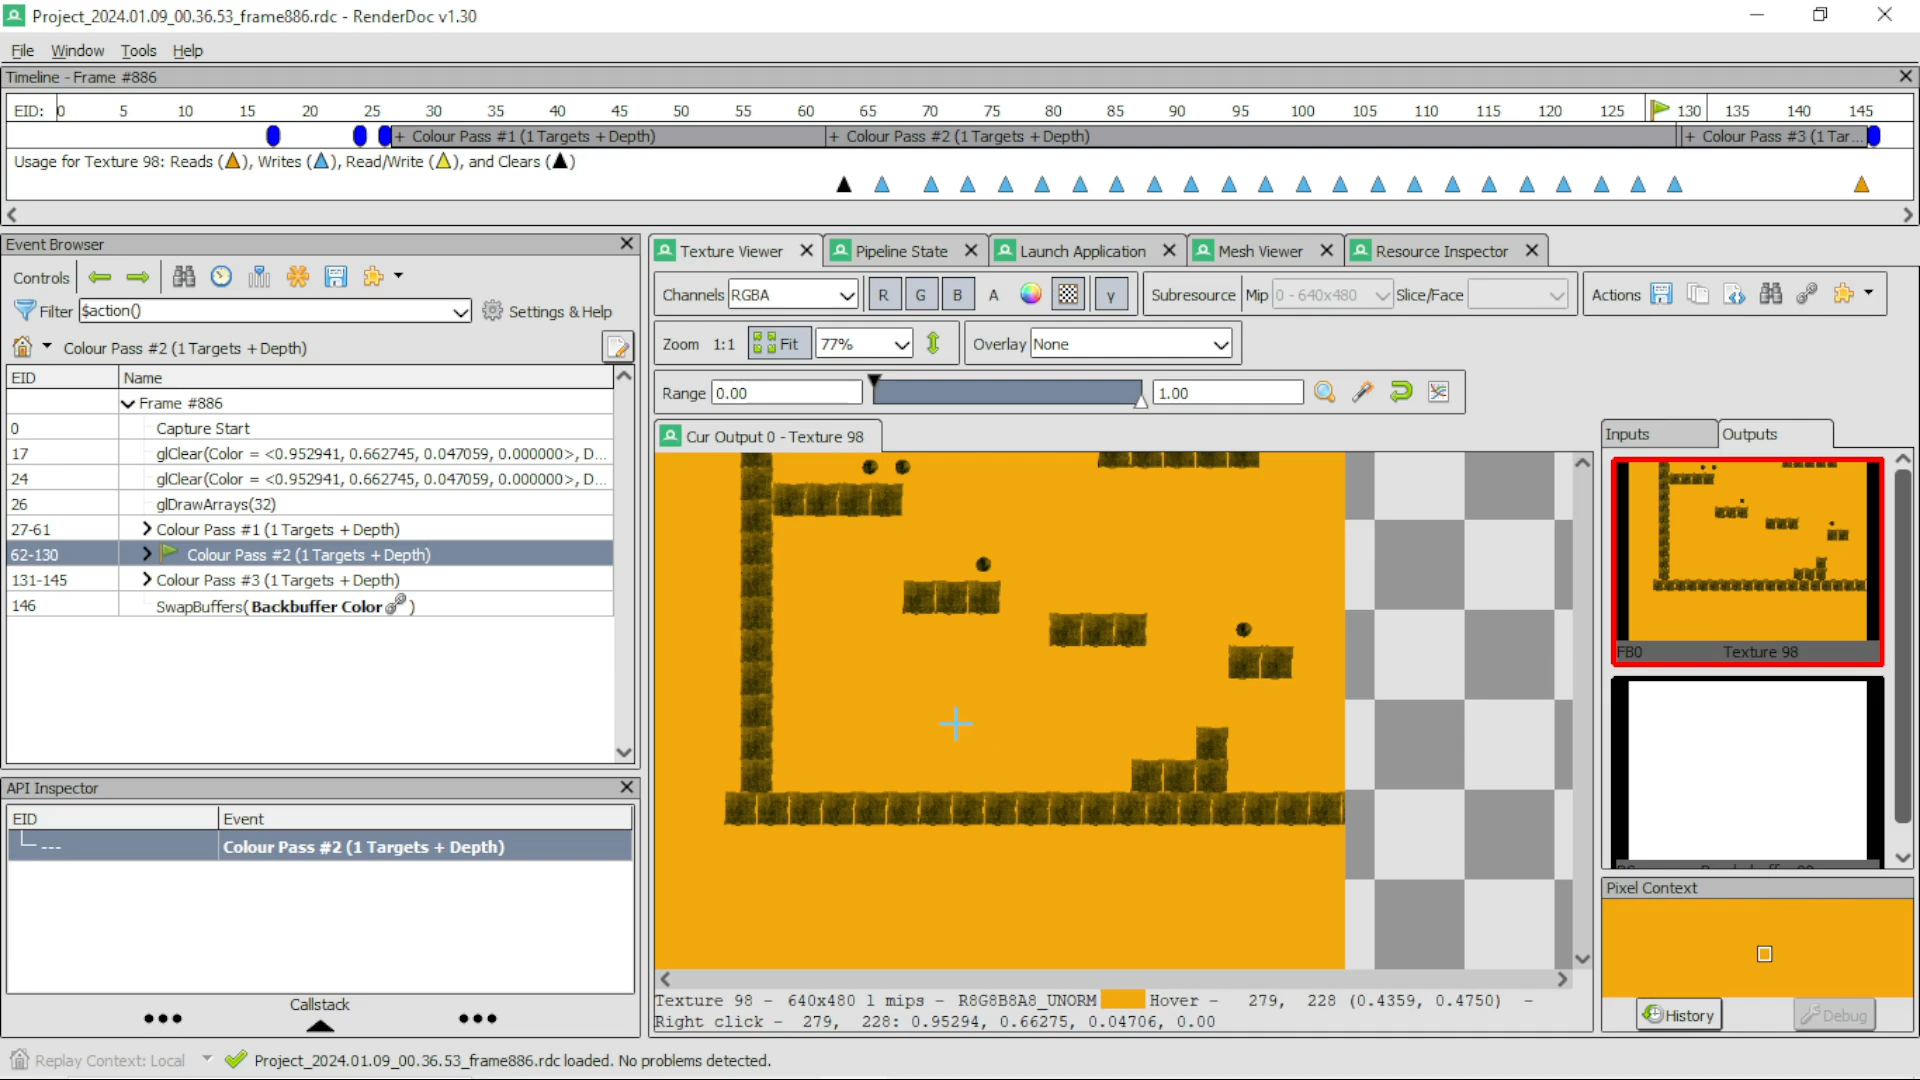 Project_2024.01.09_00.36.53_frame886.rdc - RenderDoc v1.30
File Window Tools Help
Timeline - Frame #886
EID: 0 5 10 15 20 25 30 35 40 45 50 55 60 65 70 75 80 85 90 95 100 105 110 115 120 125 130 135 140 145
+ Colour Pass #1 (1 Targets + Depth) + Colour Pass #2 (1 Targets + Depth) + Colour Pass #3 (1 Tar...
Usage for Texture 98: Reads ( ), Writes ( ), Read/Write ( ), and Clears ( )
Event Browser
Controls
Filter $action() Settings & Help
Colour Pass #2 (1 Targets + Depth)
EID Name
Frame #886
0 Capture Start
17 glClear(Color = <0.952941, 0.662745, 0.047059, 0.000000>, D...
24 glClear(Color = <0.952941, 0.662745, 0.047059, 0.000000>, D...
26 glDrawArrays(32)
27-61 Colour Pass #1 (1 Targets + Depth)
62-130 Colour Pass #2 (1 Targets + Depth)
131-145 Colour Pass #3 (1 Targets + Depth)
146 SwapBuffers( Backbuffer Color )
API Inspector
EID Event
--- Colour Pass #2 (1 Targets + Depth)
Callstack
Texture Viewer Pipeline State Launch Application Mesh Viewer Resource Inspector
Channels RGBA R G B A γ Subresource Mip 0 - 640x480 Slice/Face Actions
Zoom 1:1 Fit 77% Overlay None
Range 0.00 1.00
Cur Output 0 - Texture 98
Inputs Outputs
FB0 Texture 98
Pixel Context
History Debug
Texture 98 - 640x480 1 mips - R8G8B8A8_UNORM Hover - 279, 228 (0.4359, 0.4750) -
Right click - 279, 228: 0.95294, 0.66275, 0.04706, 0.00
Replay Context: Local Project_2024.01.09_00.36.53_frame886.rdc loaded. No problems detected.